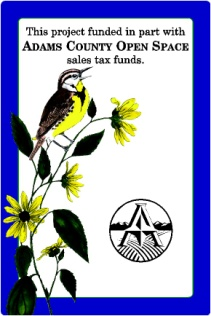 This project funded in part with
ADAMS COUNTY OPEN SPACE
sales tax funds.